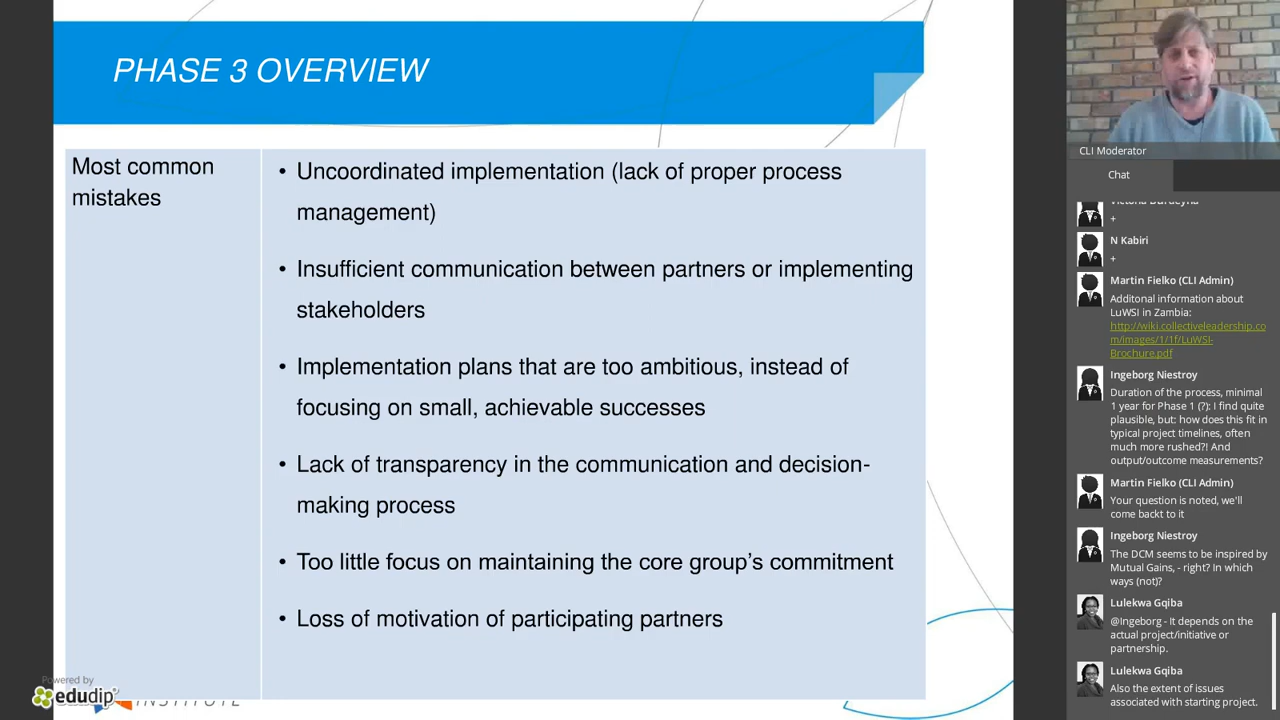 PHASE 3 OVERVIEW
Most common
mistakes
• Uncoordinated implementation (lack of proper process
management)
• Insufficient communication between partners or implementing
stakeholders
• Implementation plans that are too ambitious, instead of
focusing on small, achievable successes
• Lack of transparency in the communication and decision-
making process
• Too little focus on maintaining the core group's commitment
• Loss of motivation of participating partners
Powered by
edudip
INSTITUTE
CLI Moderator
Chat
+
N Kabiri
+
Martin Fielko (CLI Admin)
Additonal information about
LuWSI in Zambia:
http://wiki.collectiveleadership.co
m/images/1/1f/LuWSI-
Brochure.pdf
Ingeborg Niestroy
Duration of the process, minimal
1 year for Phase 1 (?): I find quite
plausible, but: how does this fit in
typical project timelines, often
much more rushed?! And
output/outcome measurements?
Martin Fielko (CLI Admin)
Your question is noted, we'll
come backt to it
Ingeborg Niestroy
The DCM seems to be inspired by
Mutual Gains, - right? In which
ways (not)?
Lulekwa Gqiba
@Ingeborg - It depends on the
actual project/initiative or
partnership.
Lulekwa Gqiba
Also the extent of issues
associated with starting project.